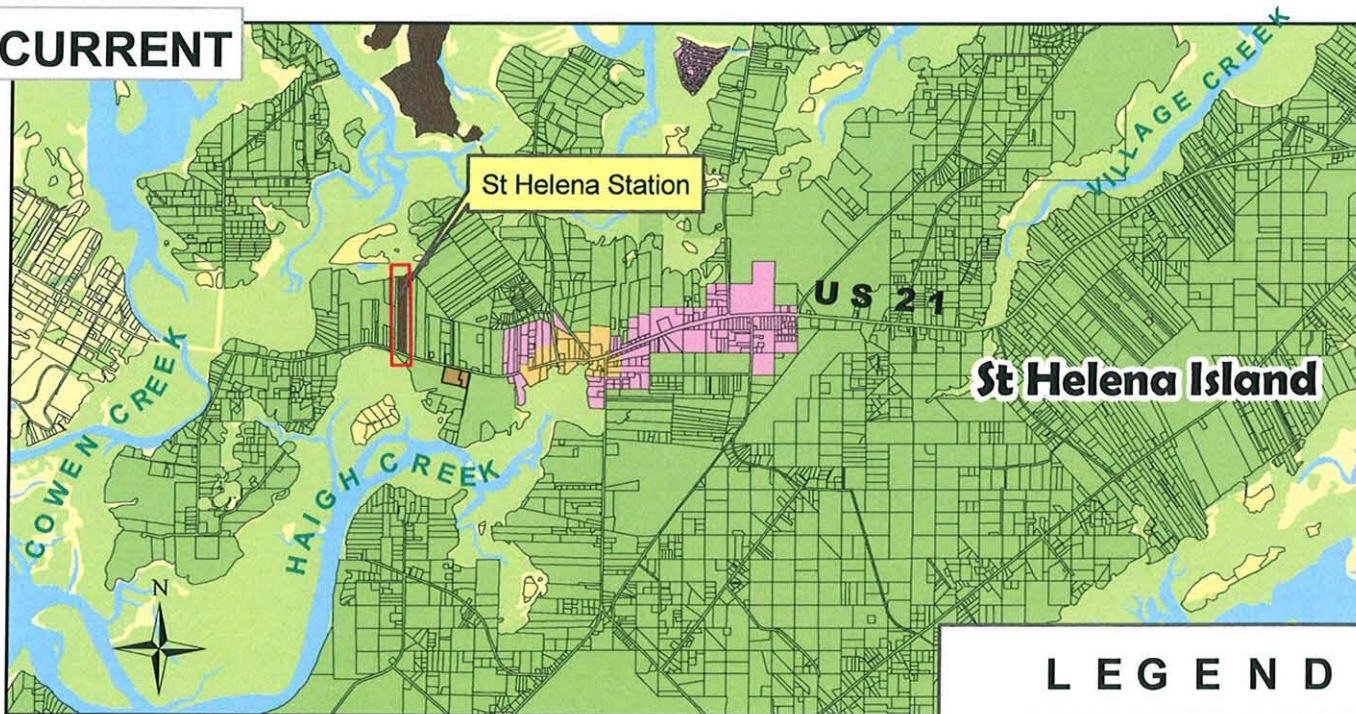 CURRENT
VILLAGE CREEK
St Helena Station
US 21
St Helena Island
COWEN CREEK
HAIGH CREEK
N
LEGEND